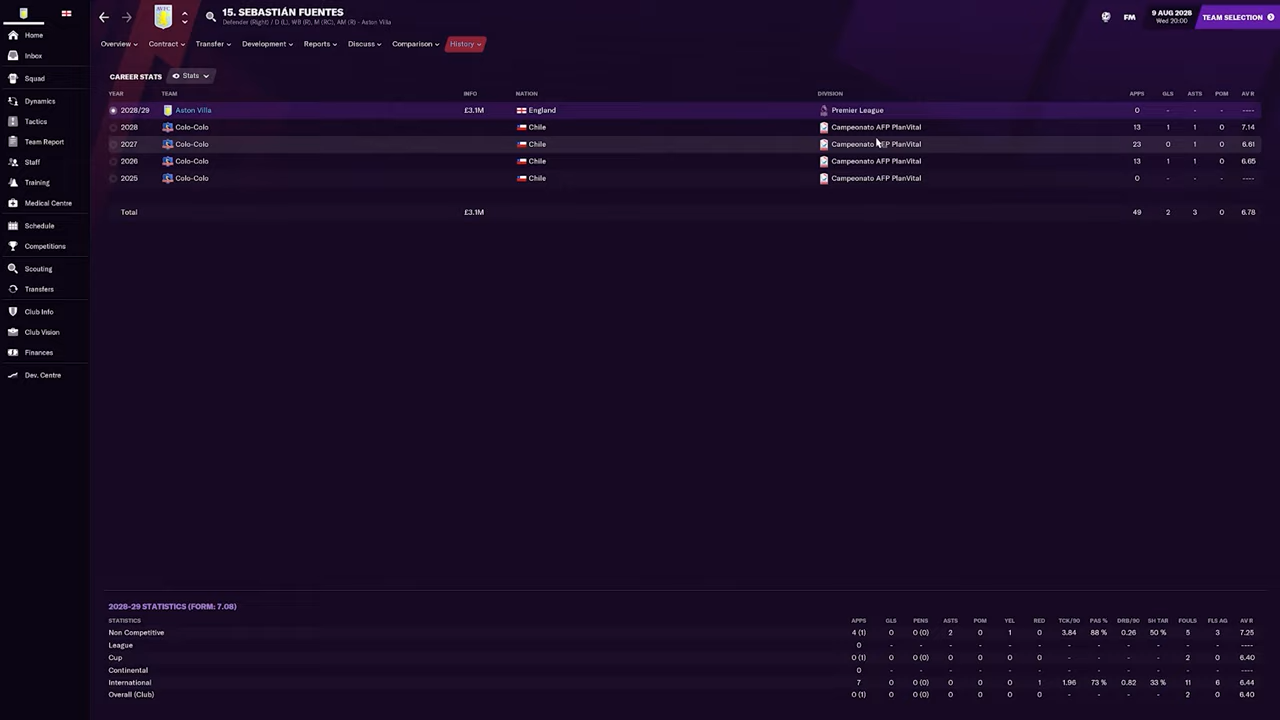 15. SEBASTIÁN FUENTES
Defender (Right) / D (L), WB (R), M (RC), AM (R) - Aston Villa
FM
9 AUG 2028
Wed 20:00
TEAM SELECTION
Home
Inbox
Squad
Dynamics
Tactics
Team Report
Staff
Training
Medical Centre
Schedule
Competitions
Scouting
Transfers
Club Info
Club Vision
Finances
Dev. Centre
Overview Contract Transfer Development Reports Discuss Comparison History
CAREER STATS Stats
YEAR TEAM INFO NATION DIVISION APPS GLS ASTS POM AV R
2028/29 Aston Villa £3.1M England Premier League 0 - - - ----
2028 Colo-Colo Chile Campeonato AFP PlanVital 13 1 1 0 7.14
2027 Colo-Colo Chile Campeonato AFP PlanVital 23 0 1 0 6.61
2026 Colo-Colo Chile Campeonato AFP PlanVital 13 1 1 0 6.65
2025 Colo-Colo Chile Campeonato AFP PlanVital 0 - - - ----
Total £3.1M 49 2 3 0 6.78
2028-29 STATISTICS (FORM: 7.08)
STATISTICS APPS GLS PENS ASTS POM YEL RED TCK/90 PAS % DRB/90 SH TAR FOULS FLS AG AV R
Non Competitive 4 (1) 0 0 (0) 2 0 1 0 3.84 88 % 0.26 50 % 5 3 7.25
League 0 - - - - - - - - - - - - ----
Cup 0 (1) 0 0 (0) 0 0 0 0 - - - - 2 0 6.40
Continental 0 - - - - - - - - - - - - ----
International 7 0 0 (0) 0 0 0 1 1.96 73 % 0.82 33 % 11 6 6.44
Overall (Club) 0 (1) 0 0 (0) 0 0 0 0 - - - - 2 0 6.40